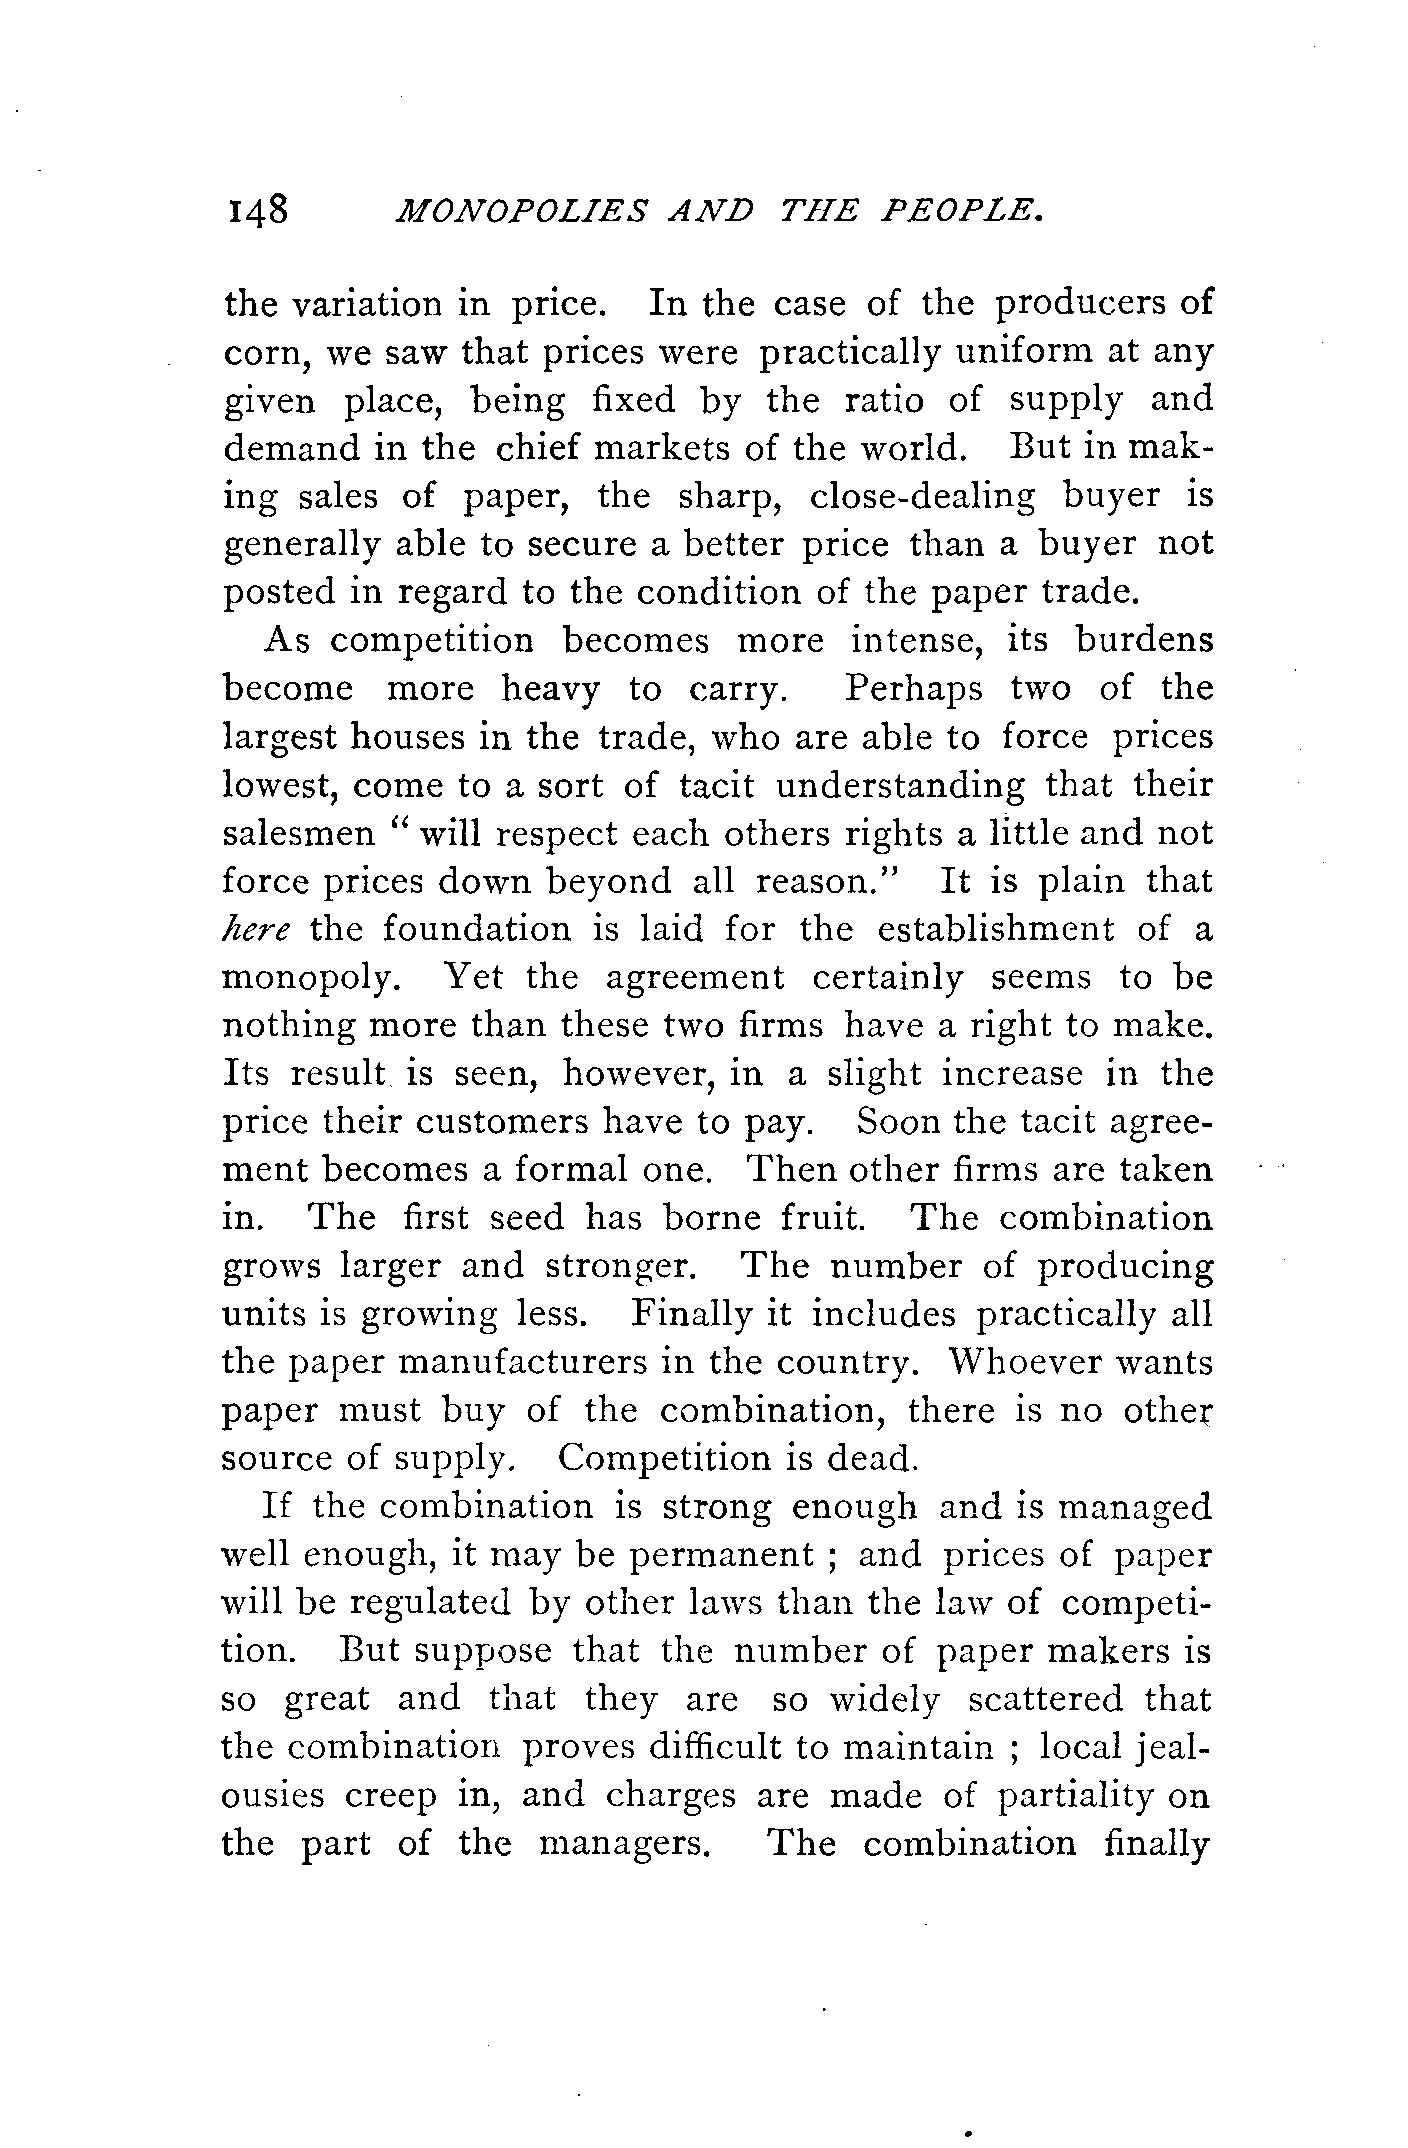 148 MONOPOLIES AND THE PEOPLE.
the variation in price. In the case of the producers of
corn, we saw that prices were practically uniform at any
given place, being fixed by the ratio of supply and
demand in the chief markets of the world. But in mak-
ing sales of paper, the sharp, close-dealing buyer is
generally able to secure a better price than a buyer not
posted in regard to the condition of the paper trade.
As competition becomes more intense, its burdens
become more heavy to carry. Perhaps two of the
largest houses in the trade, who are able to force prices
lowest, come to a sort of tacit understanding that their
salesmen “ will respect each others rights a little and not
force prices down beyond all reason.” It is plain that
here the foundation is laid for the establishment of a
monopoly. Yet the agreement certainly seems to be
nothing more than these two firms have a right to make.
Its result is seen, however, in a slight increase in the
price their customers have to pay. Soon the tacit agree-
ment becomes a formal one. Then other firms are taken
in. The first seed has borne fruit. The combination
grows larger and stronger. The number of producing
units is growing less. Finally it includes practically all
the paper manufacturers in the country. Whoever wants
paper must buy of the combination, there is no other
source of supply. Competition is dead.
If the combination is strong enough and is managed
well enough, it may be permanent ; and prices of paper
will be regulated by other laws than the law of competi-
tion. But suppose that the number of paper makers is
so great and that they are so widely scattered that
the combination proves difficult to maintain ; local jeal-
ousies creep in, and charges are made of partiality on
the part of the managers. The combination finally